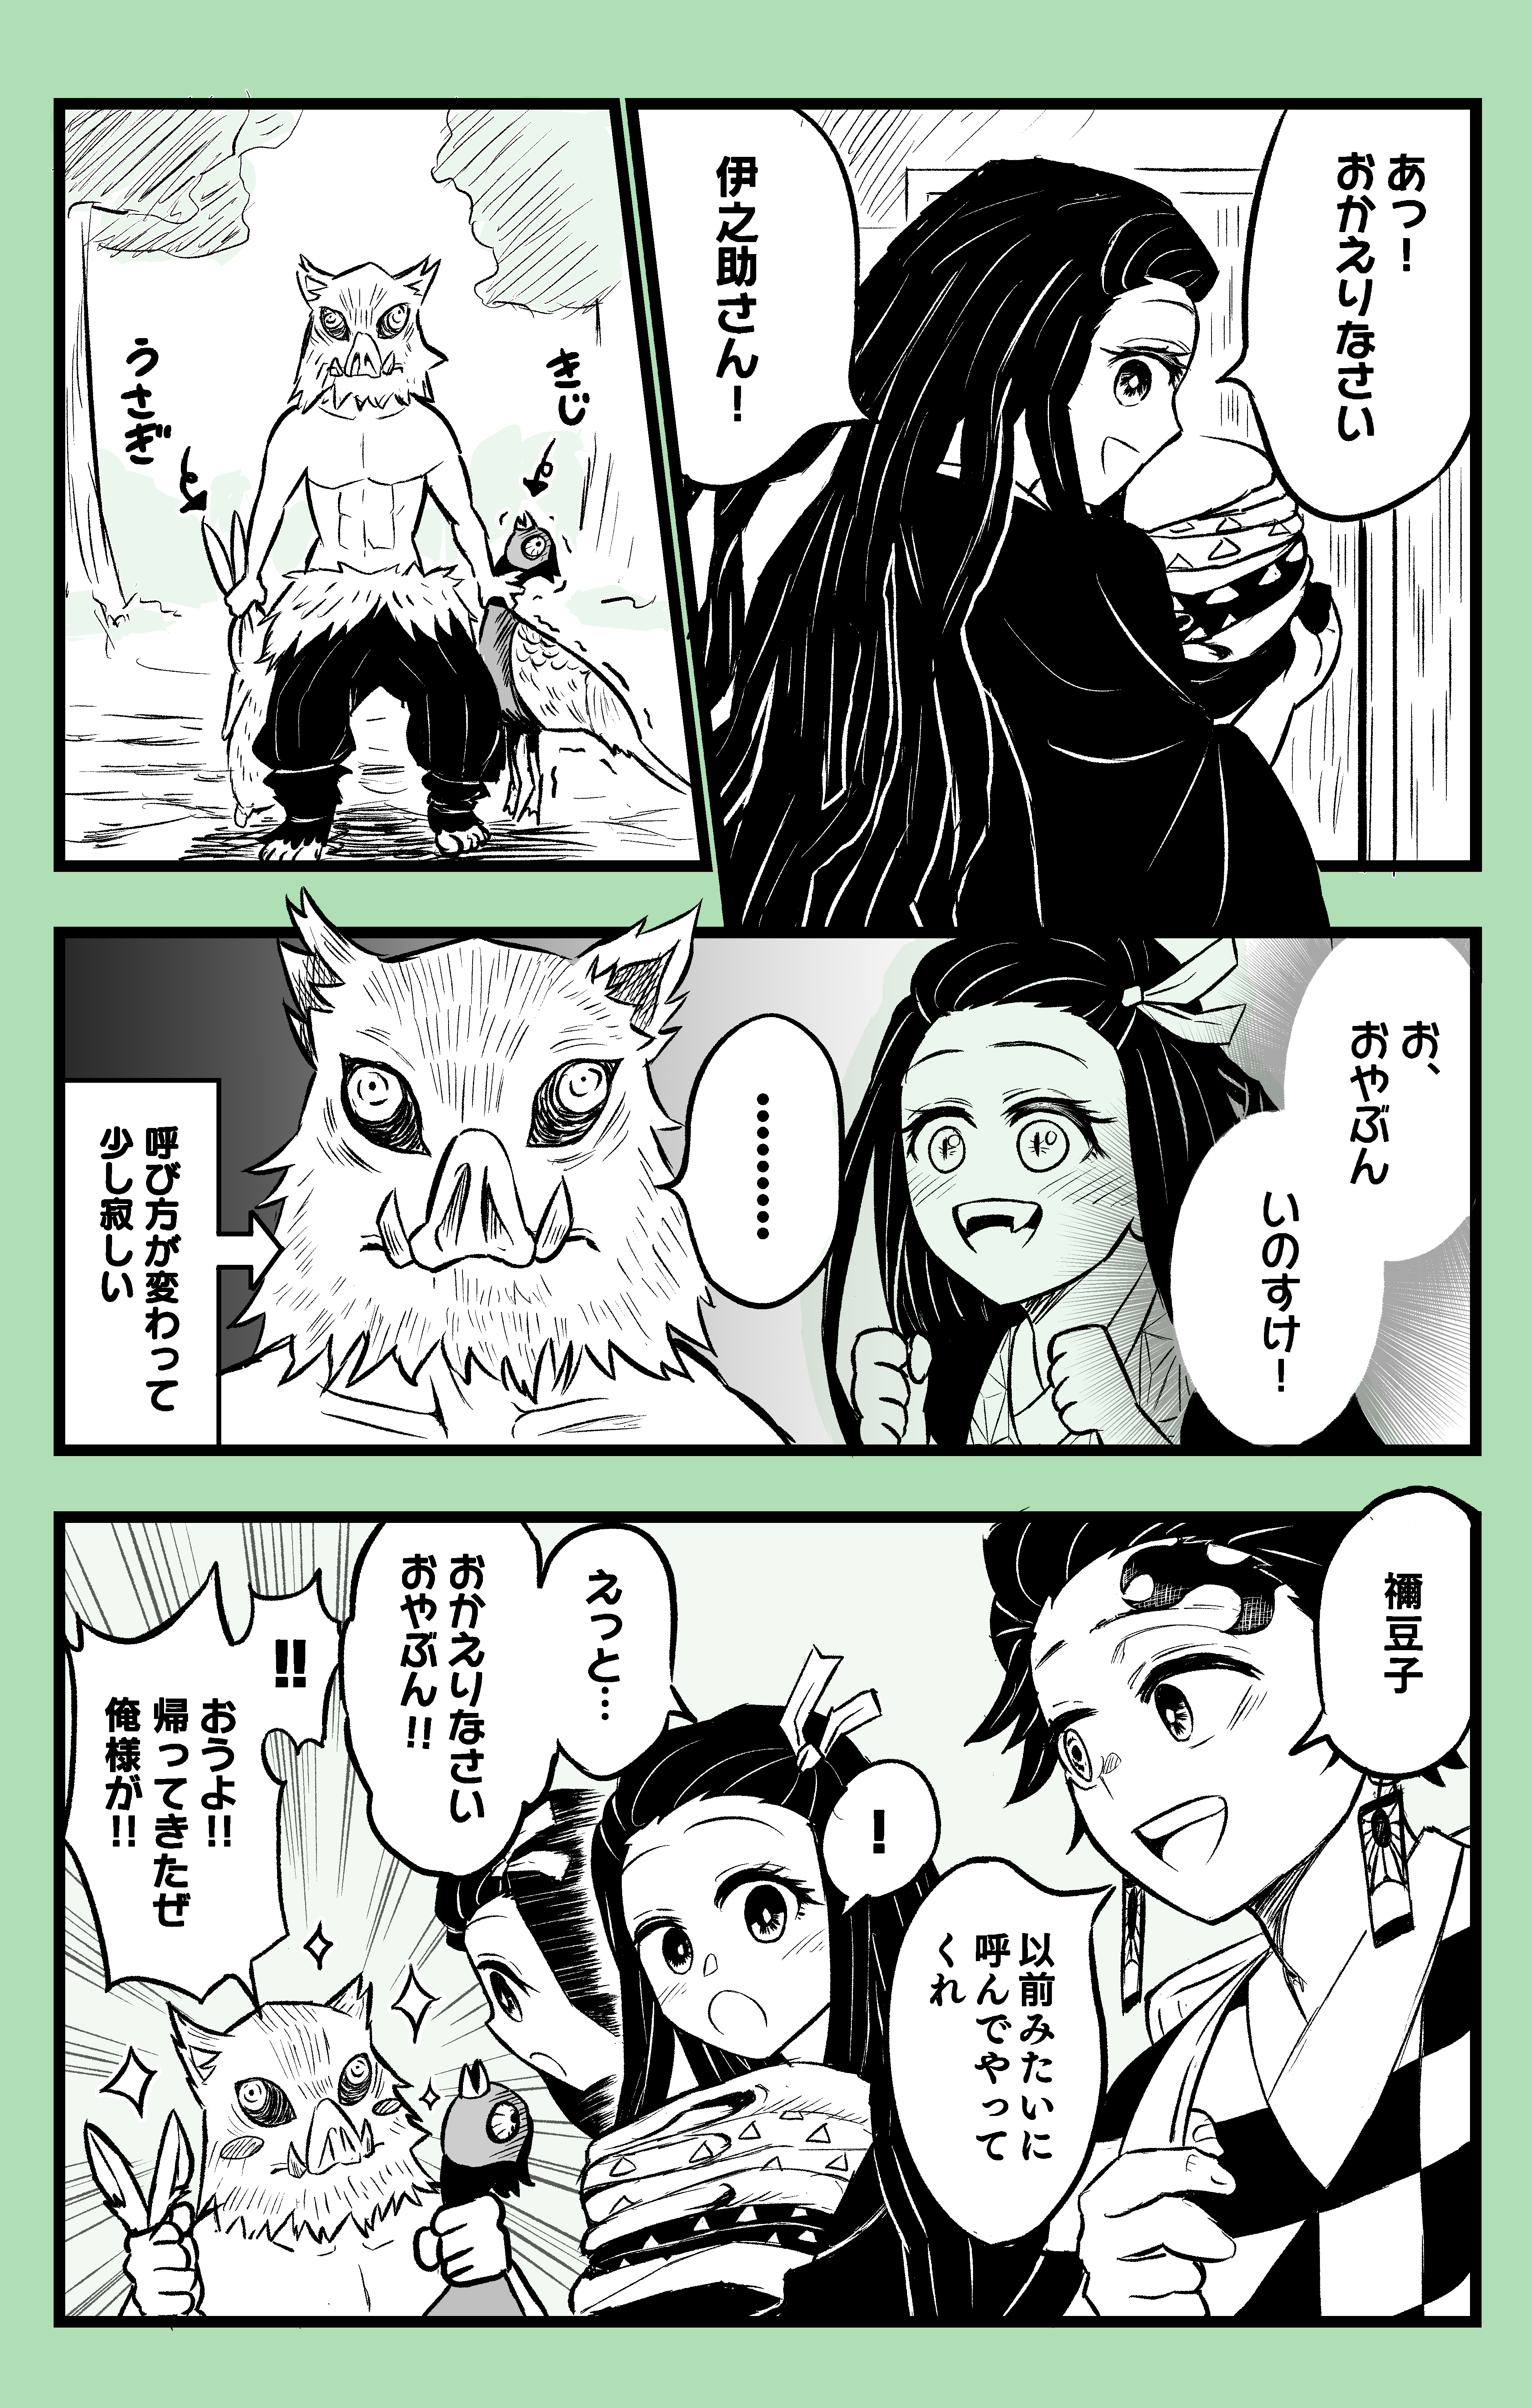 あっ！
おかえりなさい
伊之助さん！
きじ
うさぎ
お、
おやぶん
いのすけ！
………
呼び方が変わって
少し寂しい
禰豆子
以前みたいに
呼んでやって
くれ
！
えっと…
おかえりなさい
おやぶん!!
!!
おうよ!!
帰ってきたぜ
俺様が!!